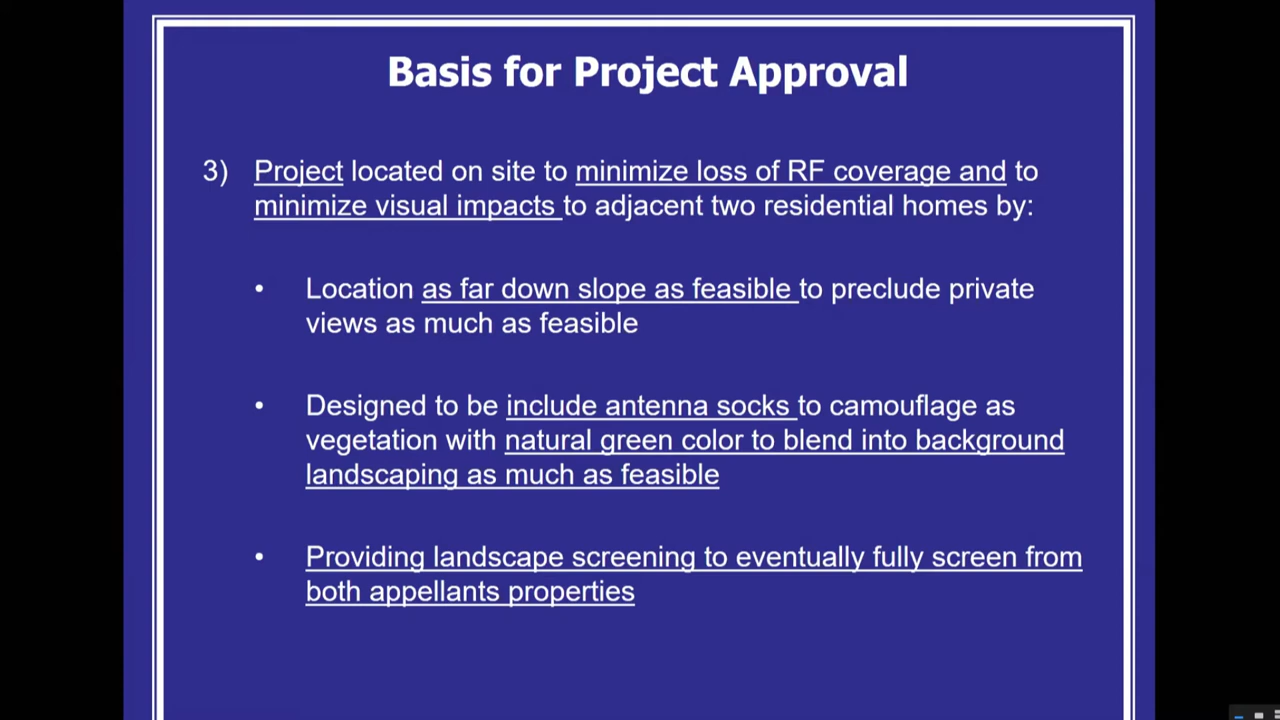 Basis for Project Approval
3) Project located on site to minimize loss of RF coverage and to
minimize visual impacts to adjacent two residential homes by:
• Location as far down slope as feasible to preclude private
views as much as feasible
• Designed to be include antenna socks to camouflage as
vegetation with natural green color to blend into background
landscaping as much as feasible
• Providing landscape screening to eventually fully screen from
both appellants properties